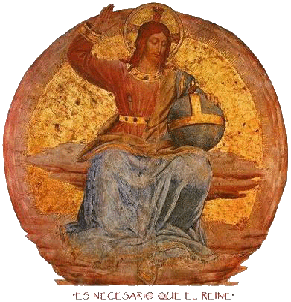 "ES NECESARIO QUE EL REINE"